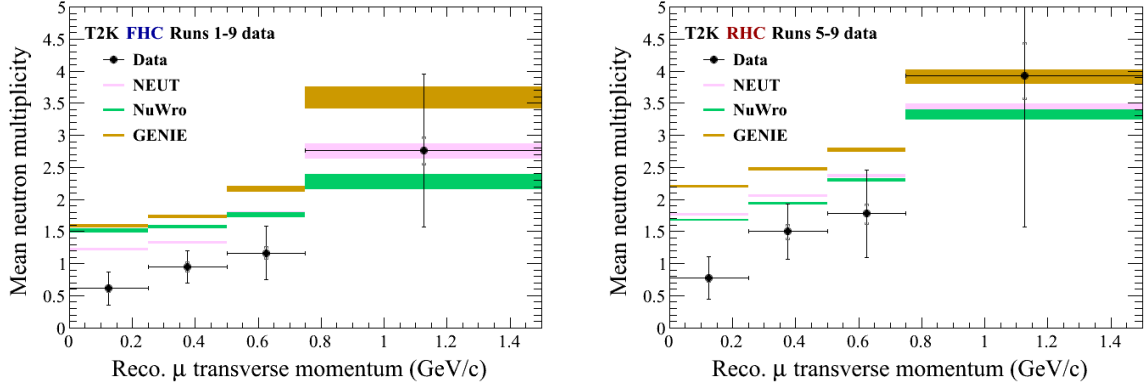 T2K FHC Runs 1-9 data
Data
NEUT
NuWro
GENIE
Mean neutron multiplicity
5
4.5
4
3.5
3
2.5
2
1.5
1
0.5
0
0 0.2 0.4 0.6 0.8 1 1.2 1.4
Reco. μ transverse momentum (GeV/c)
T2K RHC Runs 5-9 data
Data
NEUT
NuWro
GENIE
Mean neutron multiplicity
5
4.5
4
3.5
3
2.5
2
1.5
1
0.5
0
0 0.2 0.4 0.6 0.8 1 1.2 1.4
Reco. μ transverse momentum (GeV/c)